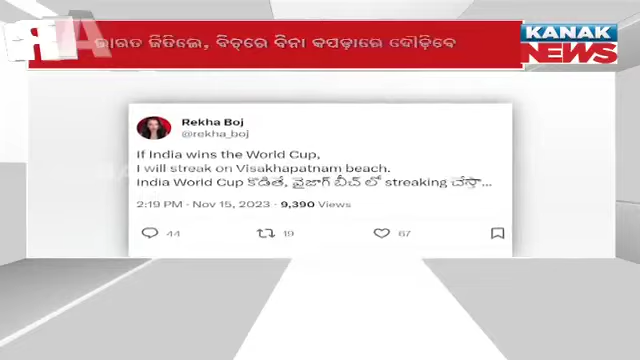 ଭାରତ ଜିତିଲେ, ବିଚ୍‌ରେ ବିନା କପଡ଼ାରେ ଦୌଡ଼ିବେ
KANAK
NEWS
Rekha Boj
@rekha_boj
If India wins the World Cup,
I will streak on Visakhapatnam beach.
India World Cup కొడితే, వైజాగ్ బీచ్ లో streaking చేస్తా...
2:19 PM · Nov 15, 2023 · 9,390 Views
44 19 67